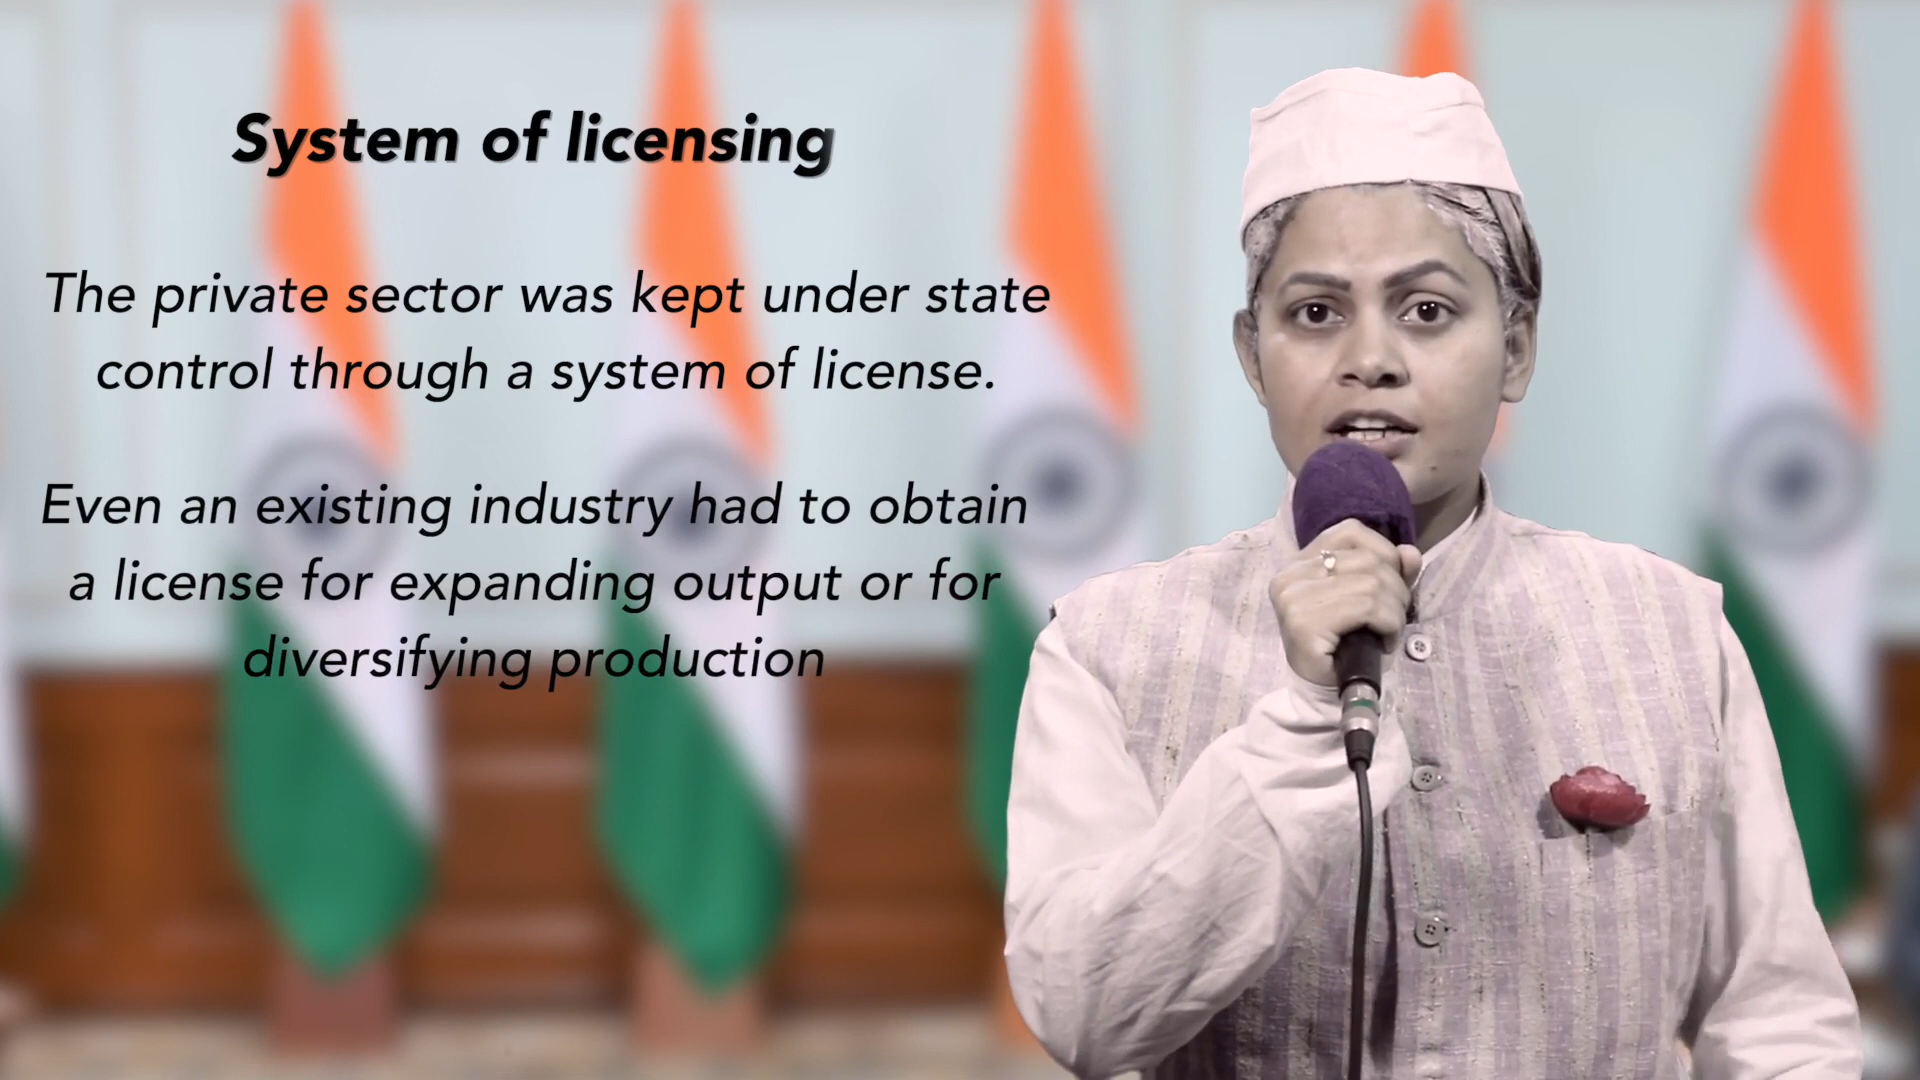 System of licensing
The private sector was kept under state
control through a system of license.
Even an existing industry had to obtain
a license for expanding output or for
diversifying production